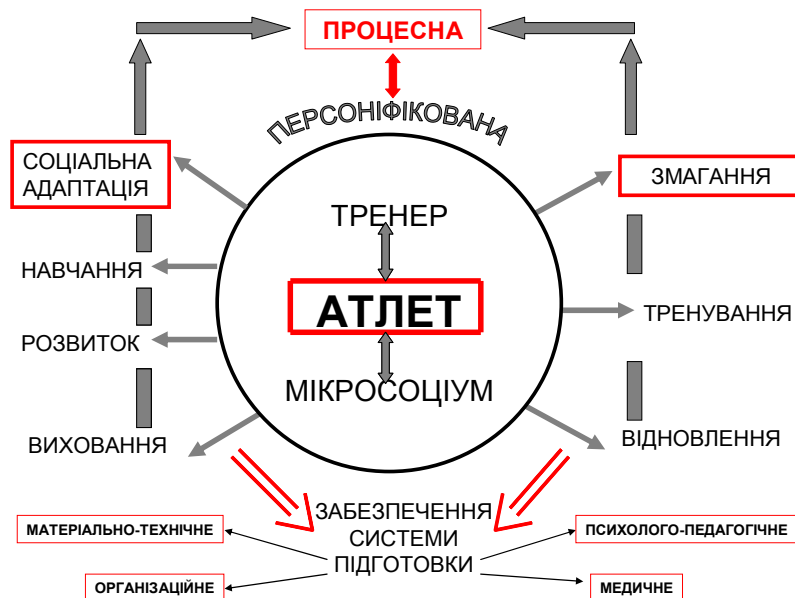 ПРОЦЕСНА
ПЕРСОНІФІКОВАНА
СОЦІАЛЬНА
АДАПТАЦІЯ
ЗМАГАННЯ
ТРЕНЕР
НАВЧАННЯ
АТЛЕТ
ТРЕНУВАННЯ
РОЗВИТОК
МІКРОСОЦІУМ
ВИХОВАННЯ
ВІДНОВЛЕННЯ
ЗАБЕЗПЕЧЕННЯ
СИСТЕМИ
ПІДГОТОВКИ
МАТЕРІАЛЬНО-ТЕХНІЧНЕ
ПСИХОЛОГО-ПЕДАГОГІЧНЕ
ОРГАНІЗАЦІЙНЕ
МЕДИЧНЕ